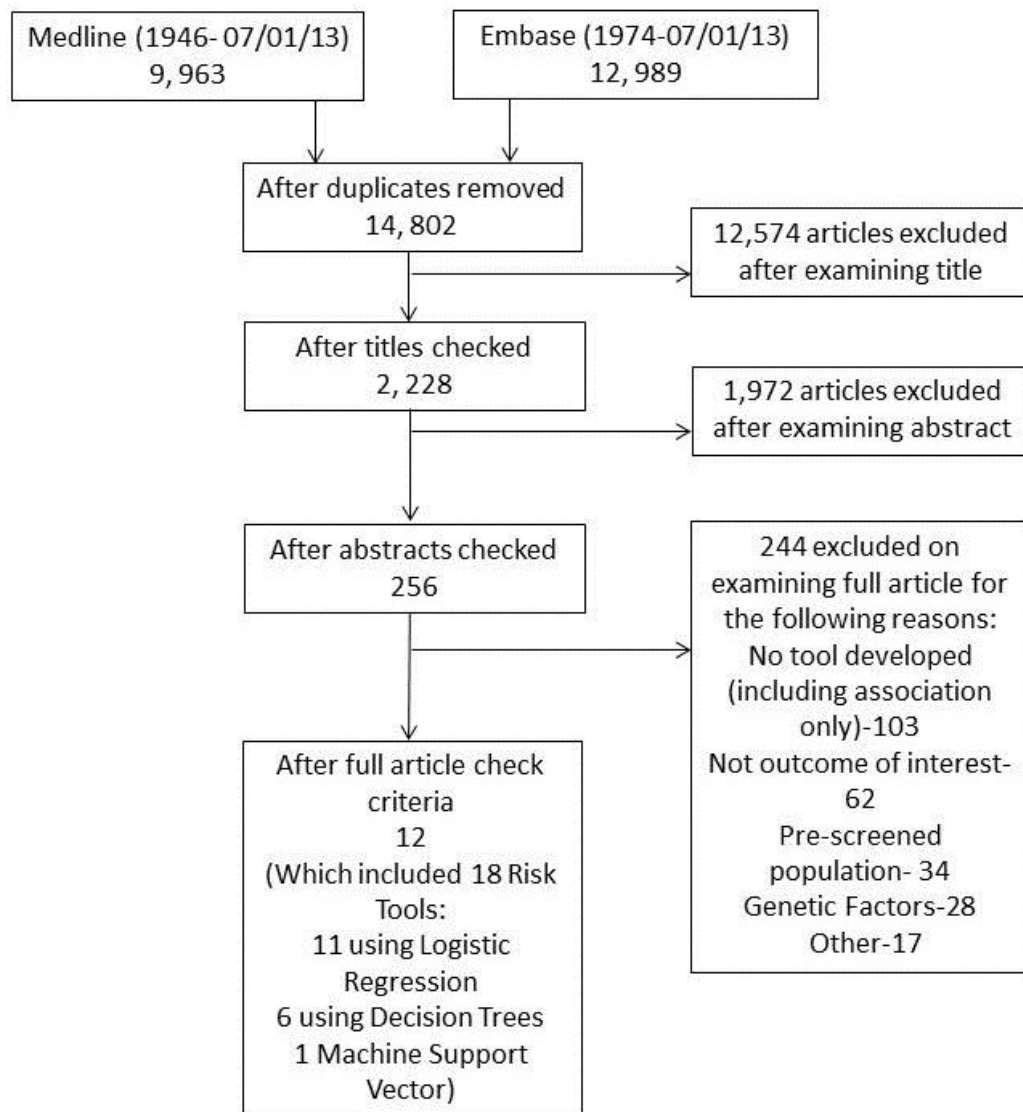 Medline (1946- 07/01/13)
9, 963
Embase (1974-07/01/13)
12, 989
After duplicates removed
14, 802
12,574 articles excluded
after examining title
After titles checked
2, 228
1,972 articles excluded
after examining abstract
After abstracts checked
256
244 excluded on
examining full article for
the following reasons:
No tool developed
(including association
only)-103
Not outcome of interest-
62
Pre-screened
population- 34
Genetic Factors-28
Other-17
After full article check
criteria
12
(Which included 18 Risk
Tools:
11 using Logistic
Regression
6 using Decision Trees
1 Machine Support
Vector)